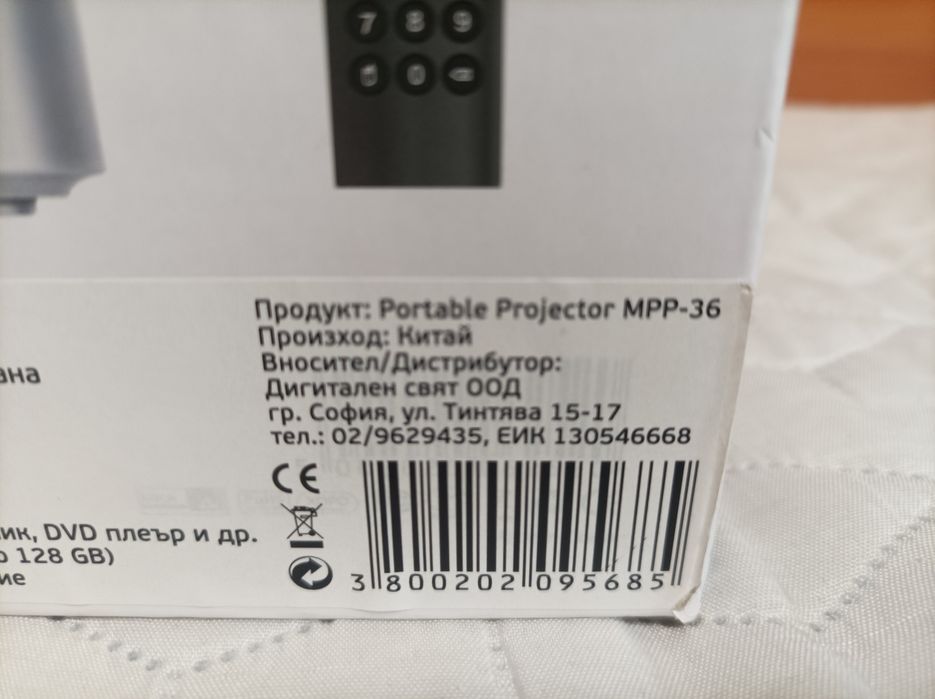 7 8 9
0
Продукт: Portable Projector MPP-36
Произход: Китай
Вносител/Дистрибутор:
Дигитален свят ООД
гр. София, ул. Тинтява 15-17
тел.: 02/9629435, ЕИК 130546668
ана
CE
ик, DVD плеър и др.
о 128 GB)
ие
3 800202 095685